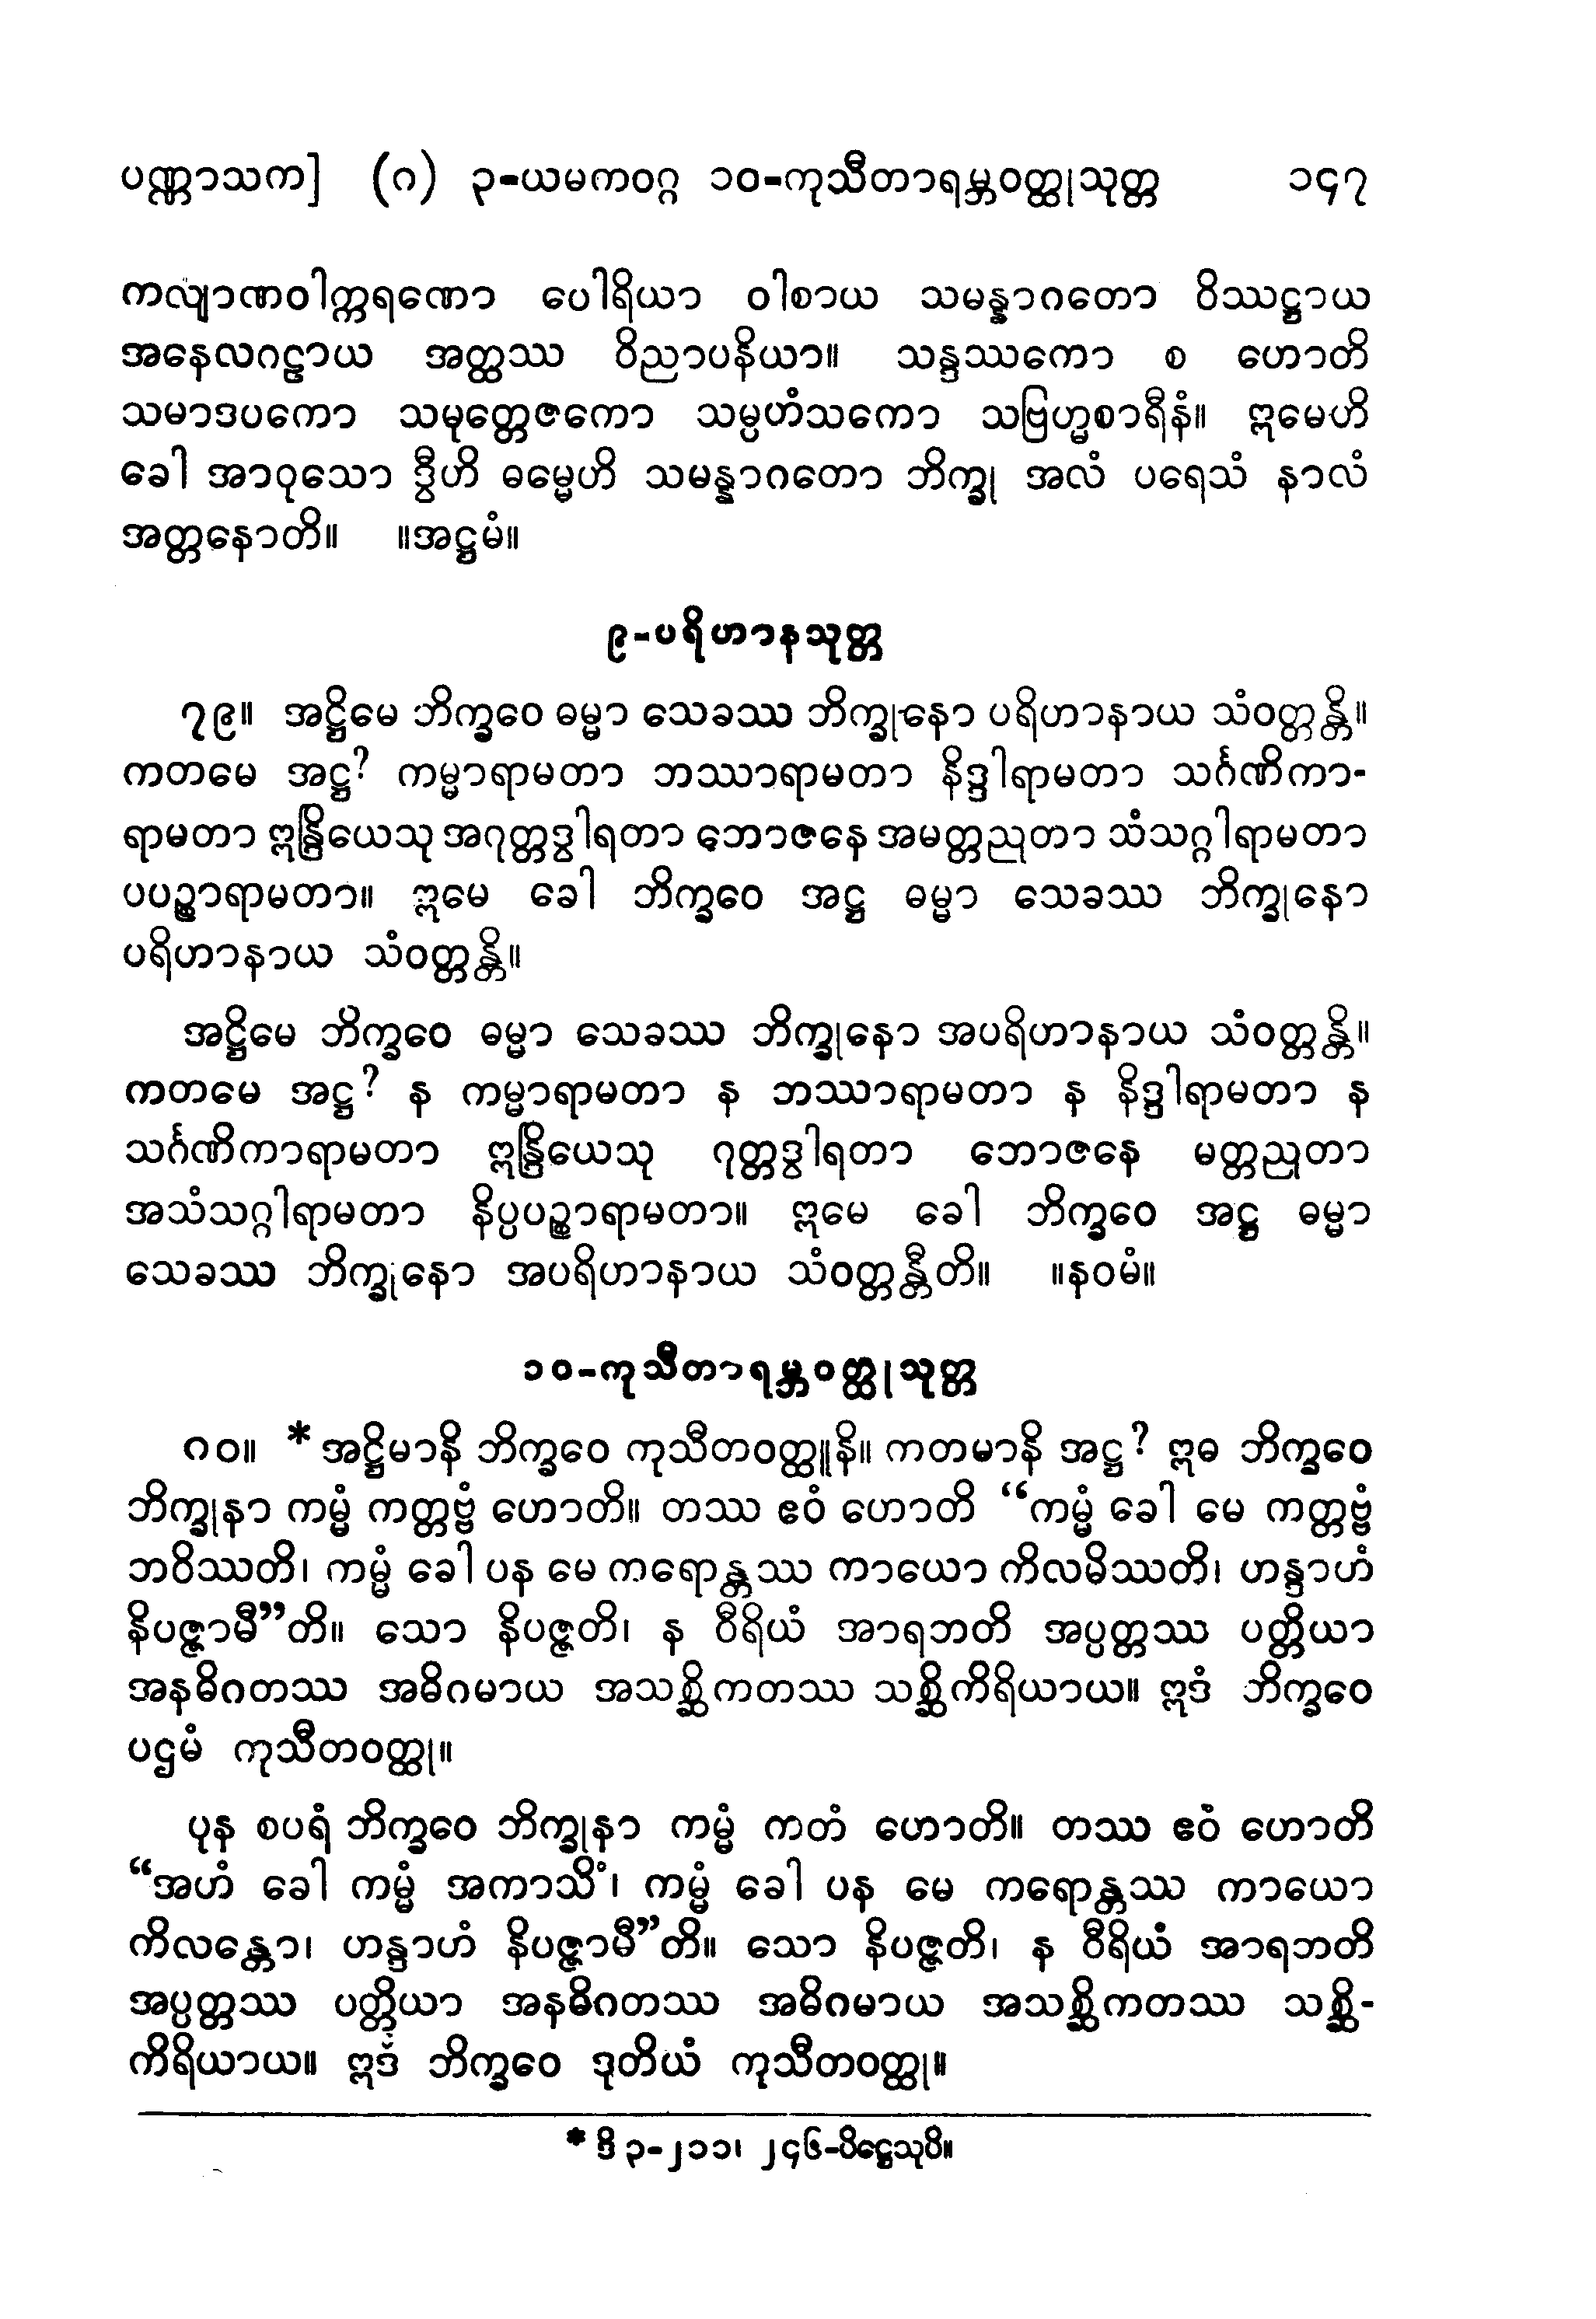 ပဏ္ဏာသက] (ဂ) ၃-ယမကဝဂ္ဂ ၁၀-ကုသီတာရမ္ဘဝတ္ထုသုတ္တ ၁၄၇
ကလျာဏဝါက္ကရဏော ပေါရိယာ ဝါစာယ သမန္နာဂတော ဝိဿဋ္ဌာယ
အနေလဂဠာယ အတ္ထဿ ဝိညာပနိယာ။ သန္ဒဿကော စ ဟောတိ
သမာဒပကော သမုတ္တေဇကော သမ္ပဟံသကော သဗြဟ္မစာရီနံ။ ဣမေဟိ
ခေါ အာဝုသော ဒွီဟိ ဓမ္မေဟိ သမန္နာဂတော ဘိက္ခု အလံ ပရေသံ နာလံ
အတ္တနောတိ။ ။အဋ္ဌမံ။
၉-ပရိဟာနသုတ္တ
၇၉။ အဋ္ဌိမေ ဘိက္ခဝေ ဓမ္မာ သေခဿ ဘိက္ခုနော ပရိဟာနာယ သံဝတ္တန္တိ။
ကတမေ အဋ္ဌ? ကမ္မာရာမတာ ဘဿာရာမတာ နိဒ္ဒါရာမတာ သင်္ဂဏိကာ-
ရာမတာ ဣန္ဒြိယေသု အဂုတ္တဒွါရတာ ဘောဇနေ အမတ္တညုတာ သံသဂ္ဂါရာမတာ
ပပဉ္စာရာမတာ။ ဣမေ ခေါ ဘိက္ခဝေ အဋ္ဌ ဓမ္မာ သေခဿ ဘိက္ခုနော
ပရိဟာနာယ သံဝတ္တန္တိ။
အဋ္ဌိမေ ဘိက္ခဝေ ဓမ္မာ သေခဿ ဘိက္ခုနော အပရိဟာနာယ သံဝတ္တန္တိ။
ကတမေ အဋ္ဌ? န ကမ္မာရာမတာ န ဘဿာရာမတာ န နိဒ္ဒါရာမတာ န
သင်္ဂဏိကာရာမတာ ဣန္ဒြိယေသု ဂုတ္တဒွါရတာ ဘောဇနေ မတ္တညုတာ
အသံသဂ္ဂါရာမတာ နိပ္ပပဉ္စာရာမတာ။ ဣမေ ခေါ ဘိက္ခဝေ အဋ္ဌ ဓမ္မာ
သေခဿ ဘိက္ခုနော အပရိဟာနာယ သံဝတ္တန္တီတိ။ ။နဝမံ။
၁၀-ကုသီတာရမ္ဘဝတ္ထုသုတ္တ
၈၀။ *အဋ္ဌိမာနိ ဘိက္ခဝေ ကုသီတဝတ္ထူနိ။ ကတမာနိ အဋ္ဌ? ဣဓ ဘိက္ခဝေ
ဘိက္ခုနာ ကမ္မံ ကတ္တဗ္ဗံ ဟောတိ။ တဿ ဧဝံ ဟောတိ “ကမ္မံ ခေါ မေ ကတ္တဗ္ဗံ
ဘဝိဿတိ၊ ကမ္မံ ခေါ ပန မေ ကရောန္တဿ ကာယော ကိလမိဿတိ၊ ဟန္ဒာဟံ
နိပဇ္ဇာမီ”တိ။ သော နိပဇ္ဇတိ၊ န ဝီရိယံ အာရဘတိ အပ္ပတ္တဿ ပတ္တိယာ
အနဓိဂတဿ အဓိဂမာယ အသစ္ဆိကတဿ သစ္ဆိကိရိယာယ။ ဣဒံ ဘိက္ခဝေ
ပဌမံ ကုသီတဝတ္ထု။
ပုန စပရံ ဘိက္ခဝေ ဘိက္ခုနာ ကမ္မံ ကတံ ဟောတိ။ တဿ ဧဝံ ဟောတိ
“အဟံ ခေါ ကမ္မံ အကာသိံ၊ ကမ္မံ ခေါ ပန မေ ကရောန္တဿ ကာယော
ကိလန္တော၊ ဟန္ဒာဟံ နိပဇ္ဇာမီ”တိ။ သော နိပဇ္ဇတိ၊ န ဝီရိယံ အာရဘတိ
အပ္ပတ္တဿ ပတ္တိယာ အနဓိဂတဿ အဓိဂမာယ အသစ္ဆိကတဿ သစ္ဆိ-
ကိရိယာယ။ ဣဒံ ဘိက္ခဝေ ဒုတိယံ ကုသီတဝတ္ထု။
* ဒီ ၃-၂၁၁၊ ၂၄၆-ပိဋ္ဌေသုပိ။